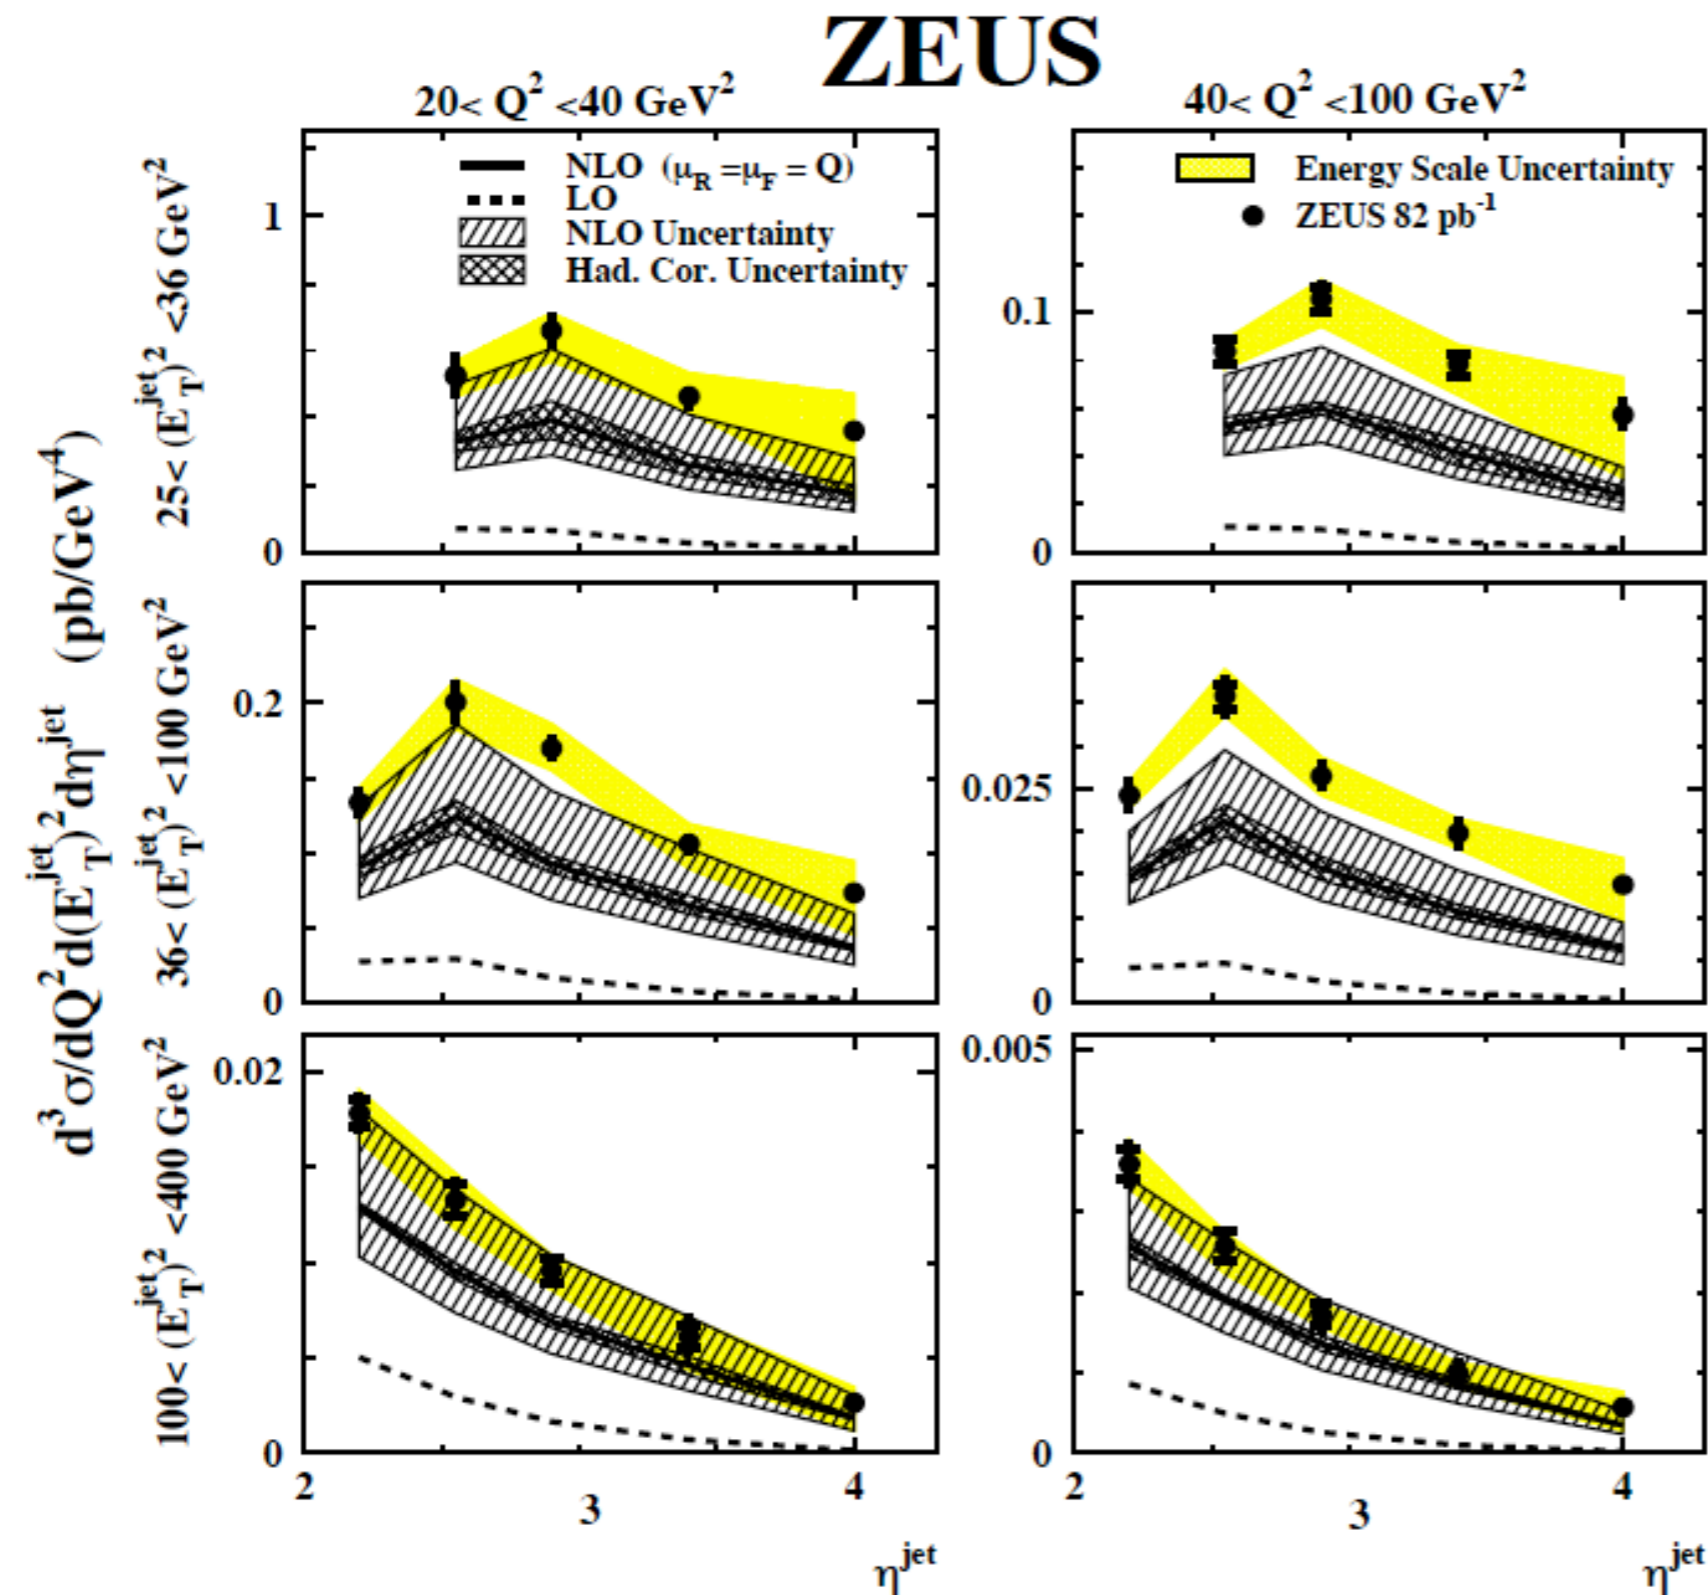 ZEUS
20< Q² <40 GeV²
40< Q² <100 GeV²
NLO (μ_R =μ_F = Q)
LO
NLO Uncertainty
Had. Cor. Uncertainty
Energy Scale Uncertainty
ZEUS 82 pb⁻¹
d³σ/dQ²d(E_T^jet)²dη^jet (pb/GeV⁴)
25< (E_T^jet)² <36 GeV²
1
0
0.1
0
36< (E_T^jet)² <100 GeV²
0.2
0
0.025
0
100< (E_T^jet)² <400 GeV²
0.02
0
0.005
0
2
3
4
2
3
4
η^jet
η^jet